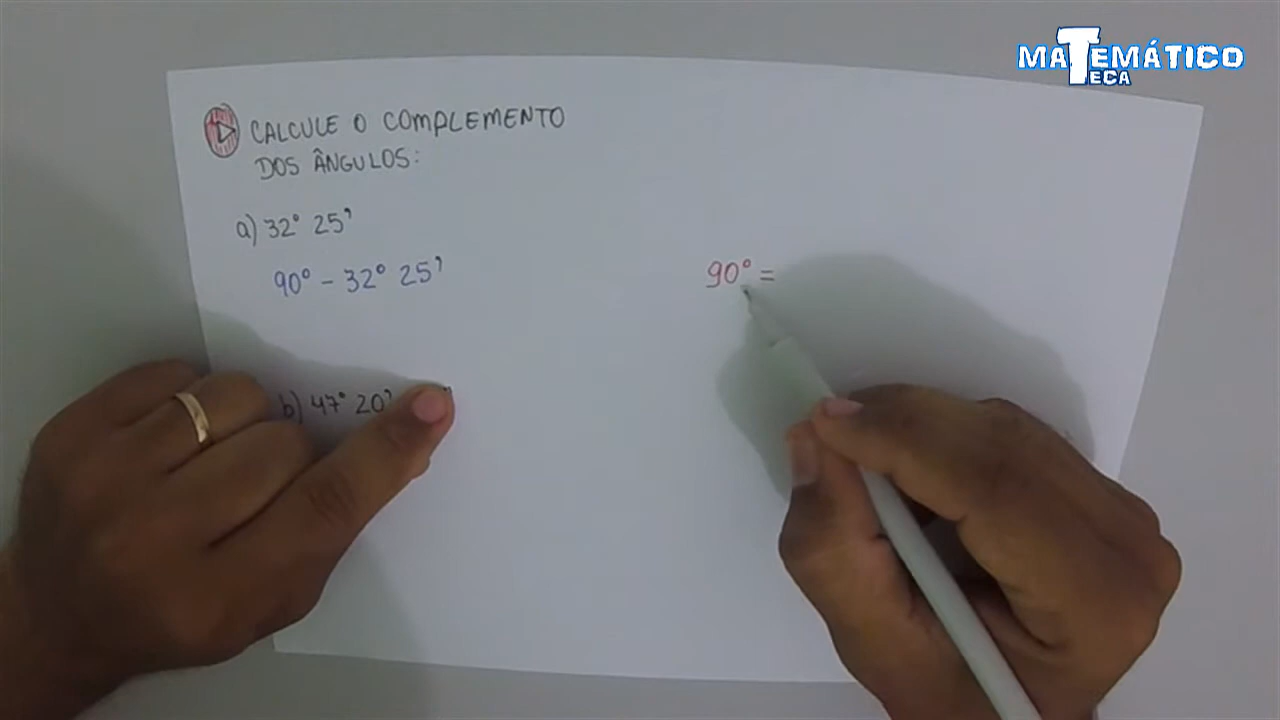 MATEMÁTICO
TECA
CALCULE O COMPLEMENTO
DOS ÂNGULOS:
a) 32° 25'
90° - 32° 25'
90° =
b) 47° 20'